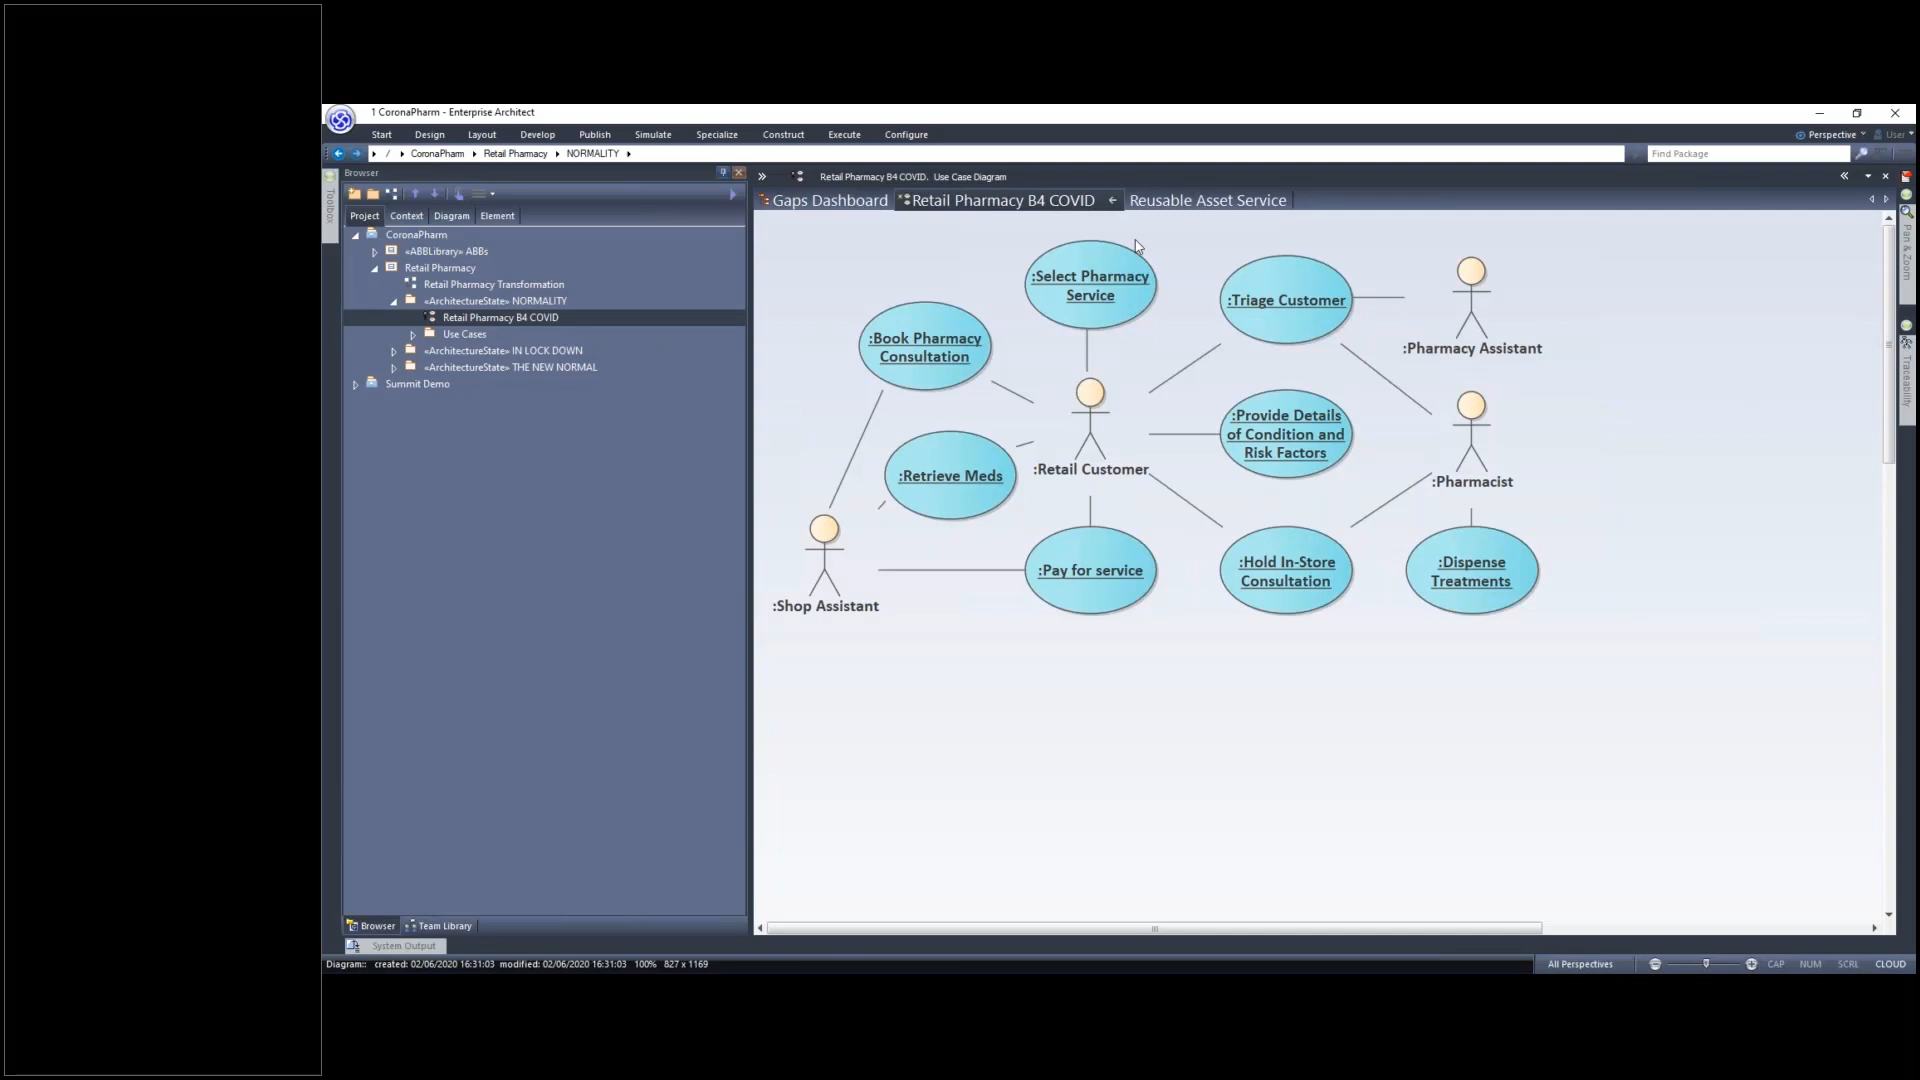 1 CoronaPharm - Enterprise Architect
Start Design Layout Develop Publish Simulate Specialize Construct Execute Configure
Perspective User
/ CoronaPharm Retail Pharmacy NORMALITY
Find Package
Browser
Retail Pharmacy B4 COVID. Use Case Diagram
Toolbox
Project Context Diagram Element
Gaps Dashboard Retail Pharmacy B4 COVID Reusable Asset Service
CoronaPharm
«ABBLibrary» ABBs
Retail Pharmacy
Retail Pharmacy Transformation
«ArchitectureState» NORMALITY
Retail Pharmacy B4 COVID
Use Cases
«ArchitectureState» IN LOCK DOWN
«ArchitectureState» THE NEW NORMAL
Summit Demo
:Select Pharmacy
Service
:Triage Customer
:Pharmacy Assistant
:Book Pharmacy
Consultation
:Retail Customer
:Provide Details
of Condition and
Risk Factors
:Pharmacist
:Retrieve Meds
:Shop Assistant
:Pay for service
:Hold In-Store
Consultation
:Dispense
Treatments
Pan & Zoom
Traceability
Browser Team Library
System Output
Diagram:: created: 02/06/2020 16:31:03 modified: 02/06/2020 16:31:03 100% 827 x 1169
All Perspectives CAP NUM SCRL CLOUD